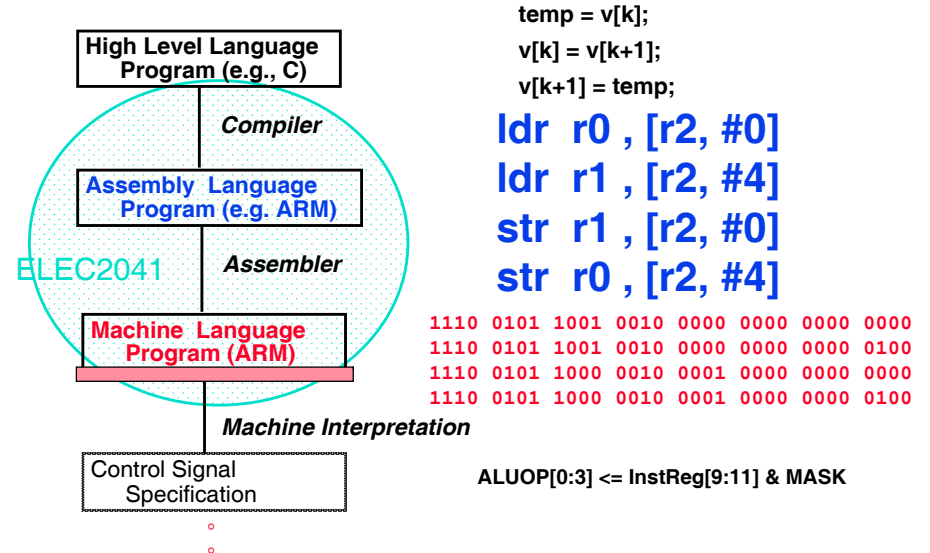 temp = v[k];
v[k] = v[k+1];
v[k+1] = temp;
High Level Language
Program (e.g., C)
Compiler
ldr r0 , [r2, #0]
ldr r1 , [r2, #4]
str r1 , [r2, #0]
str r0 , [r2, #4]
Assembly Language
Program (e.g. ARM)
ELEC2041
Assembler
Machine Language
Program (ARM)
1110 0101 1001 0010 0000 0000 0000 0000
1110 0101 1001 0010 0000 0000 0000 0100
1110 0101 1000 0010 0001 0000 0000 0000
1110 0101 1000 0010 0001 0000 0000 0100
Machine Interpretation
Control Signal
Specification
ALUOP[0:3] <= InstReg[9:11] & MASK